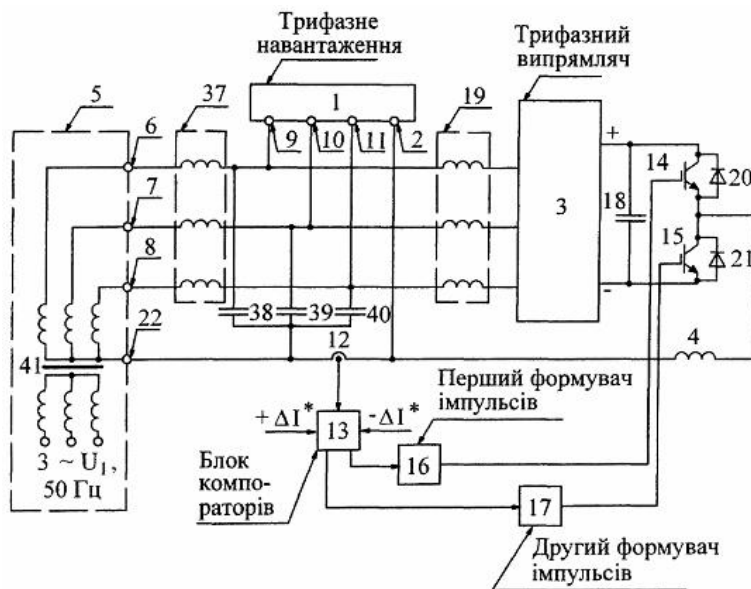 Трифазне
навантаження
Трифазний
випрямляч
5
37
1
19
6
9
10
11
2
7
8
3
+
-
18
14
20
15
21
22
38
39
40
12
4
41
3 ~ U1,
50 Гц
+ΔI*
13
-ΔI*
Перший формувач
імпульсів
16
Блок
компо-
раторів
17
Другий формувач
імпульсів